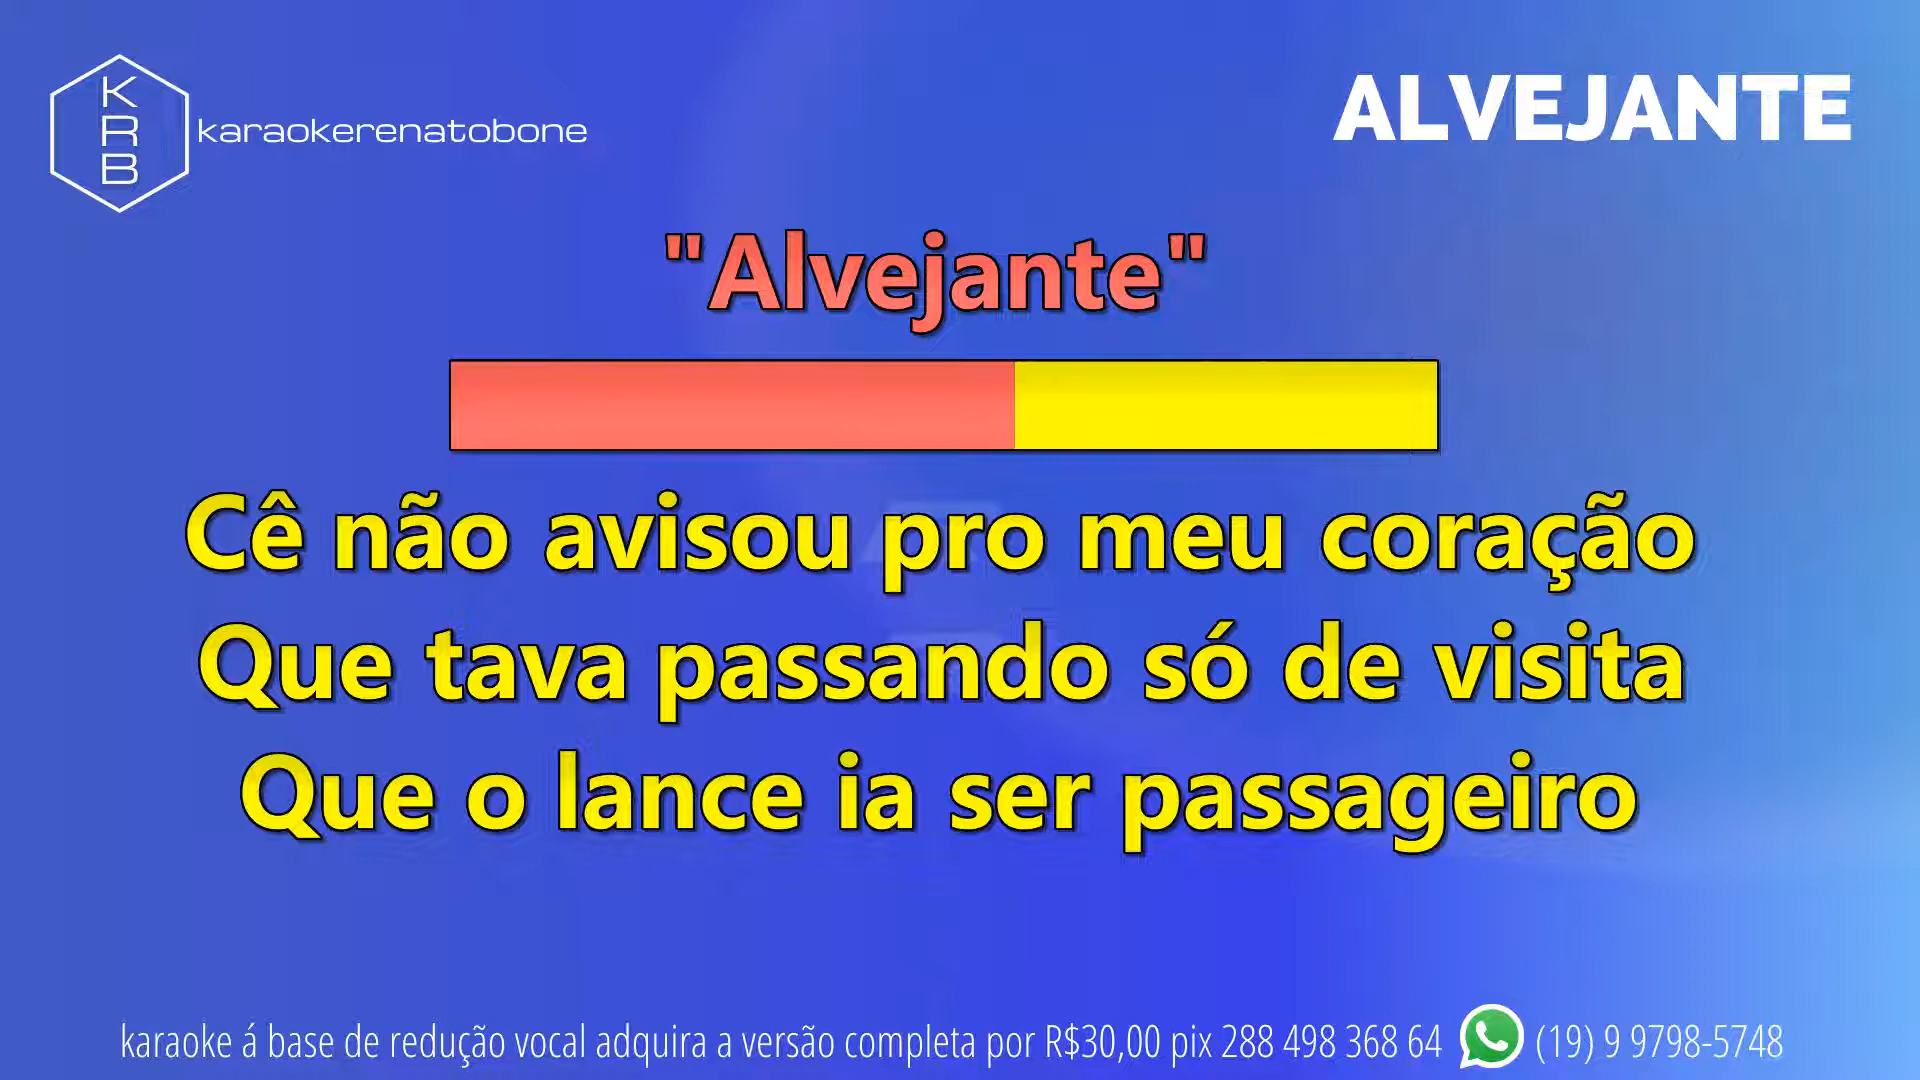 K
R
B
karaokerenatobone
ALVEJANTE
"Alvejante"
Cê não avisou pro meu coração
Que tava passando só de visita
Que o lance ia ser passageiro
karaoke á base de redução vocal adquira a versão completa por R$30,00 pix 288 498 368 64 (19) 9 9798-5748